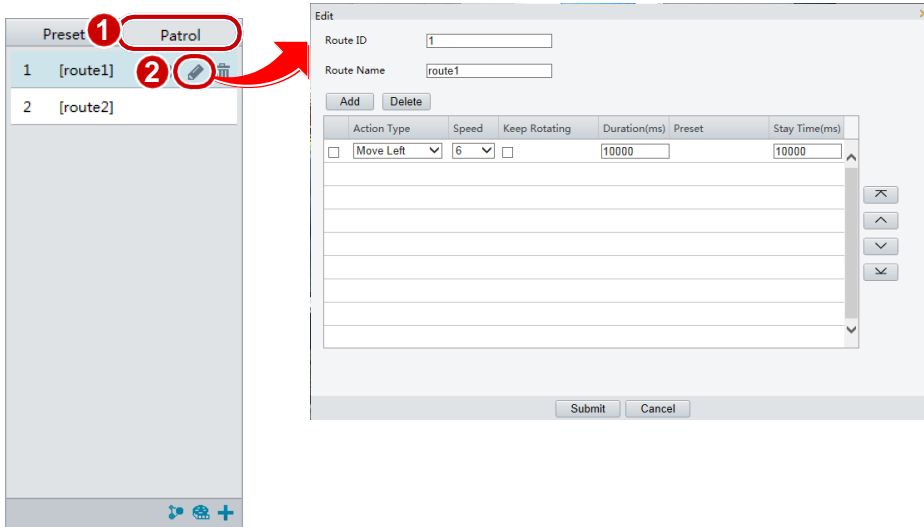 Preset 1 Patrol
1 [route1] 2
2 [route2]
Edit
Route ID 1
Route Name route1
Add Delete
Action Type Speed Keep Rotating Duration(ms) Preset Stay Time(ms)
Move Left 6 10000 10000
Submit Cancel